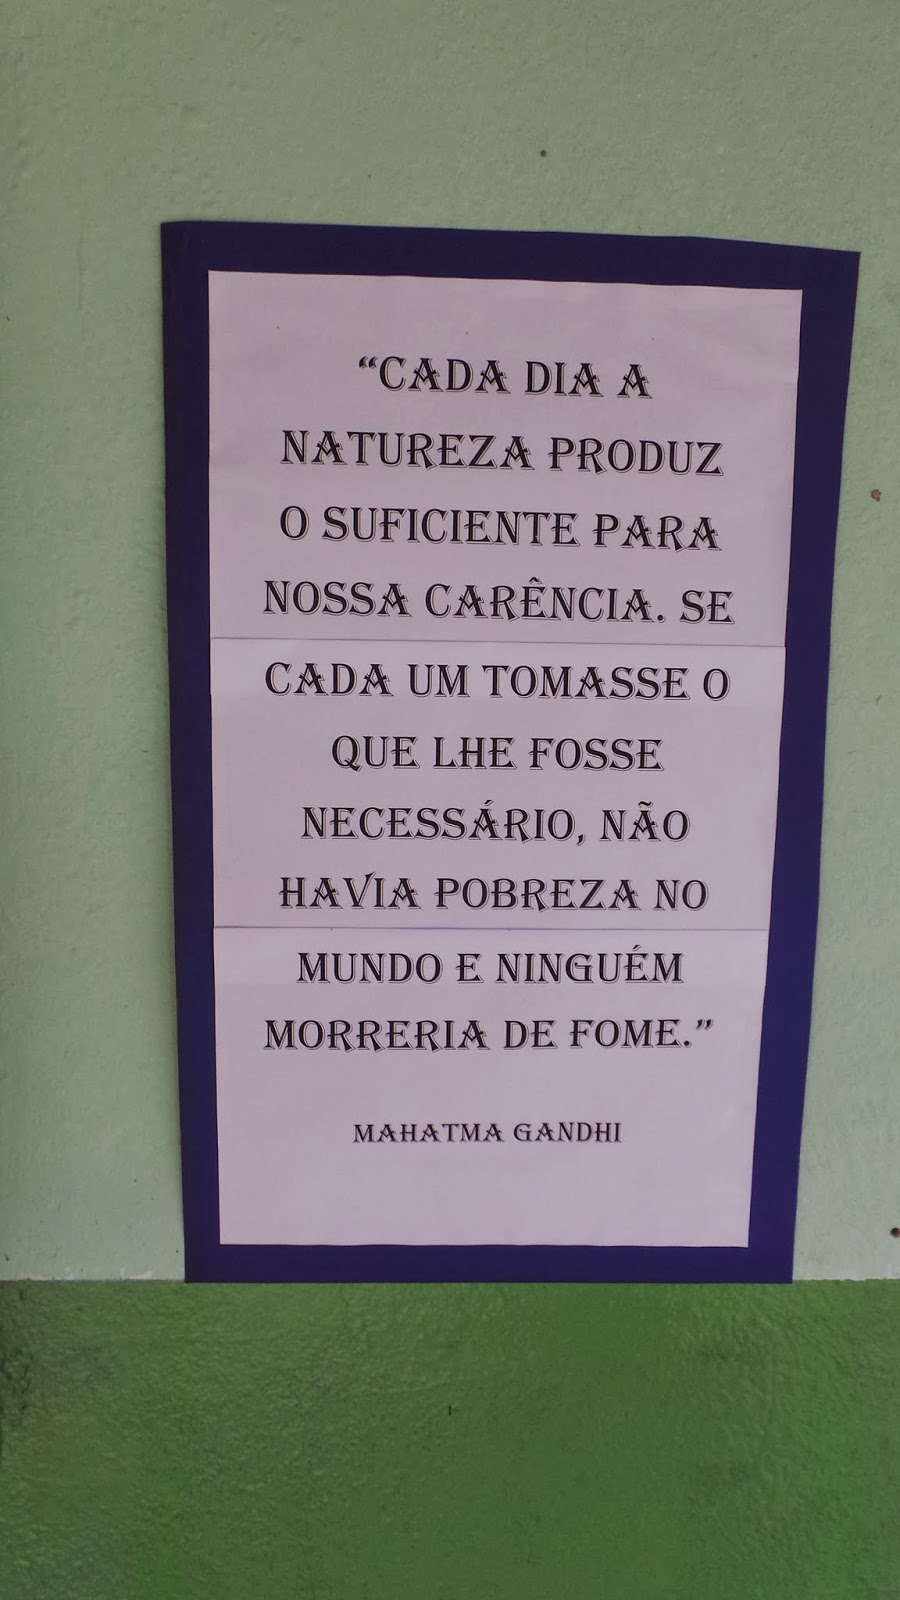 “CADA DIA A
NATUREZA PRODUZ
O SUFICIENTE PARA
NOSSA CARÊNCIA. SE
CADA UM TOMASSE O
QUE LHE FOSSE
NECESSÁRIO, NÃO
HAVIA POBREZA NO
MUNDO E NINGUÉM
MORRERIA DE FOME.”
MAHATMA GANDHI